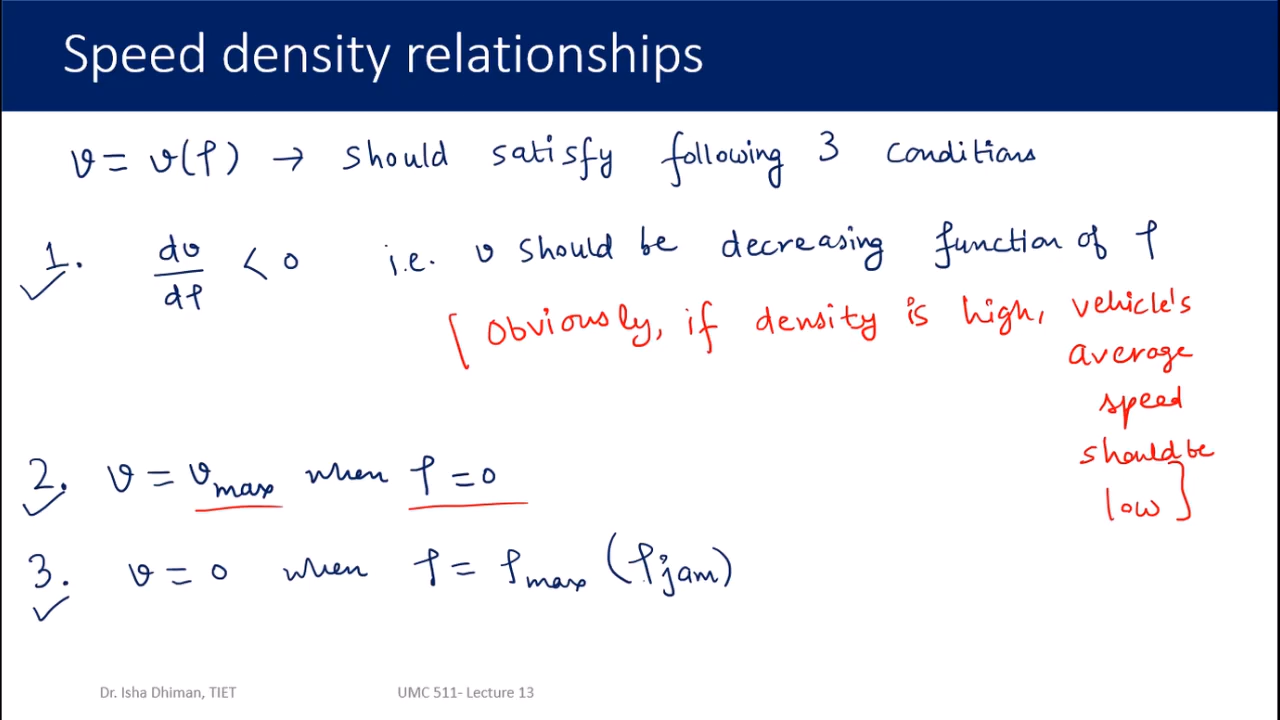 Speed density relationships
v = v(ρ) → should satisfy following 3 conditions
1. dv/dρ < 0 i.e. v should be decreasing function of ρ
[Obviously, if density is high, vehicle's
average
speed
should be
low]
2. v = vmax when ρ = 0
3. v = 0 when ρ = ρmax (ρjam)
Dr. Isha Dhiman, TIET UMC 511- Lecture 13